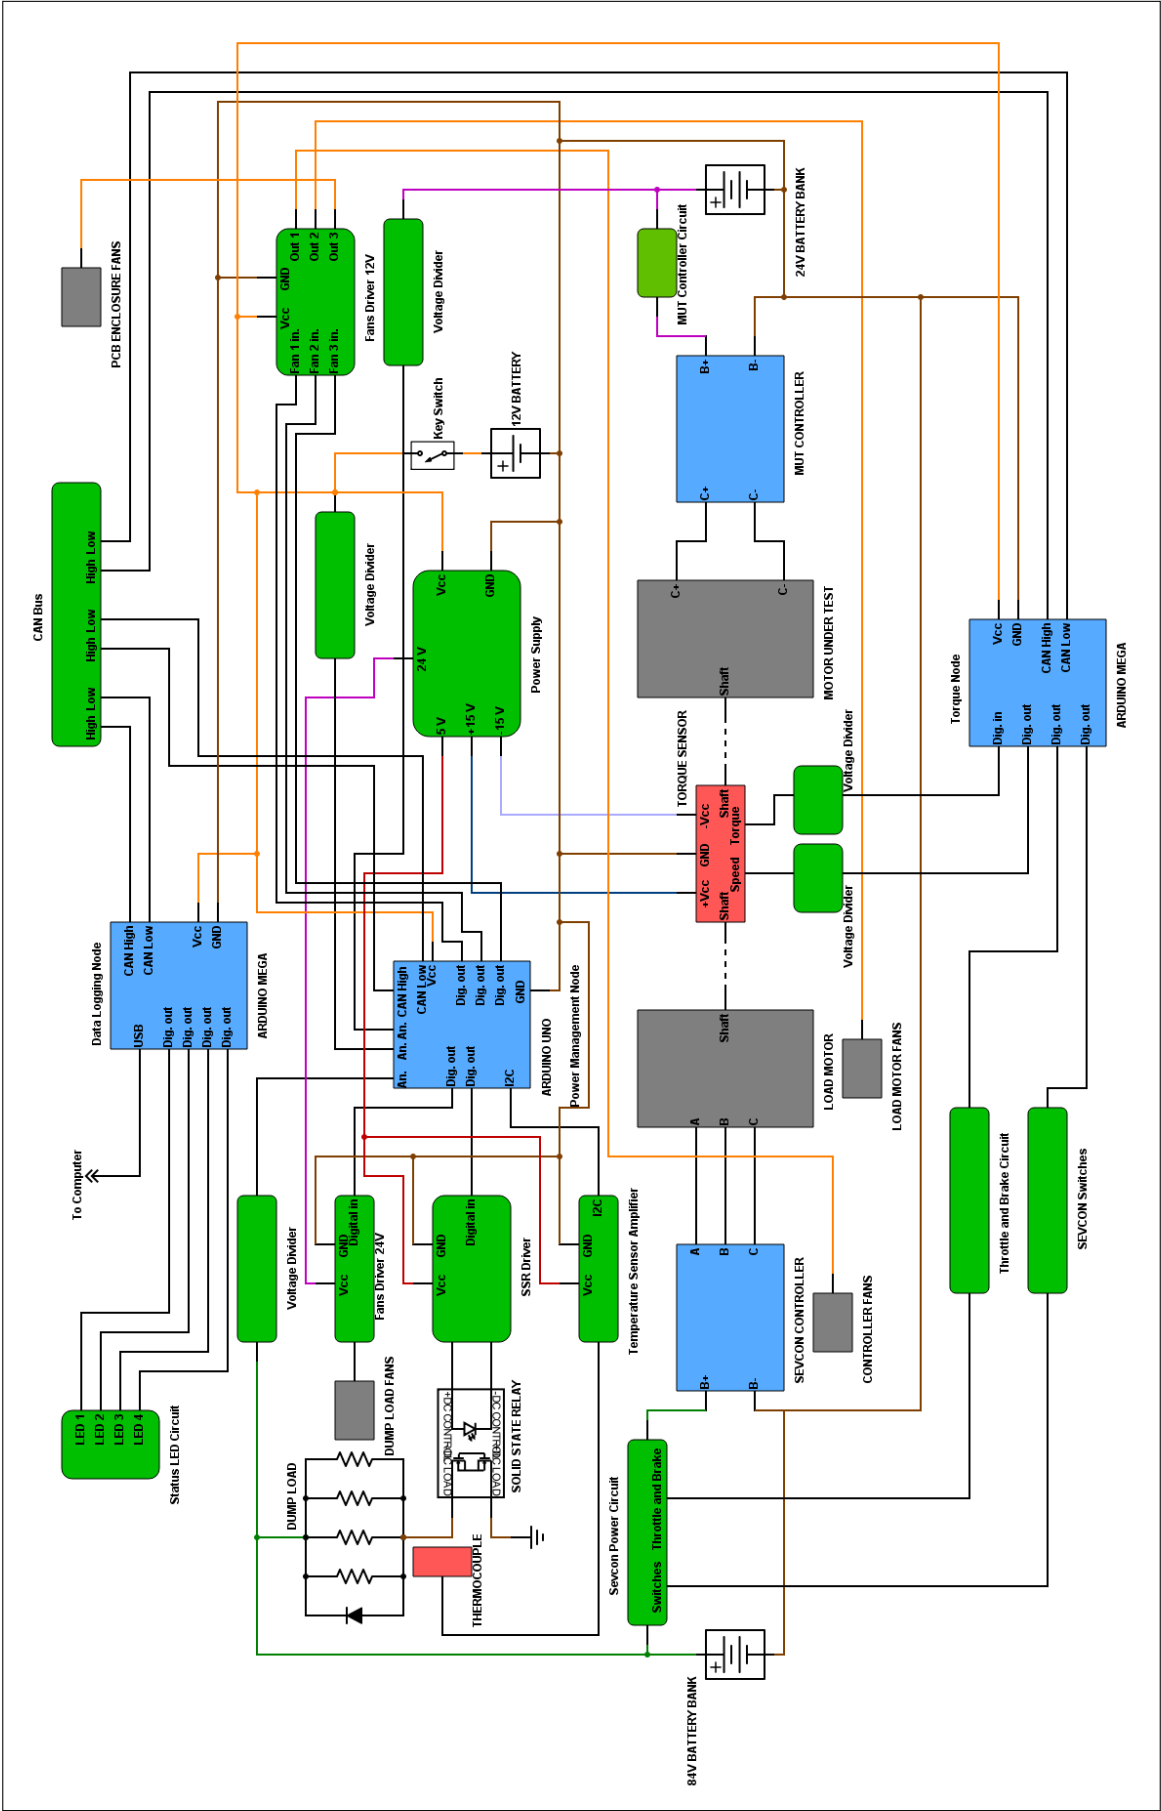 PCB ENCLOSURE FANS
Out 1
Out 2
Out 3
GND
Vcc
Fan 1 in.
Fan 2 in.
Fan 3 in.
Fans Driver 12V
Voltage Divider
MUT Controller Circuit
24V BATTERY BANK
Key Switch
12V BATTERY
B+
B-
C+
C-
MUT CONTROLLER
CAN Bus
High Low
High Low
High Low
Voltage Divider
Vcc
GND
24 V
5 V
+15 V
-15 V
Power Supply
C+
C-
Shaft
MOTOR UNDER TEST
Torque Node
Vcc
GND
CAN High
CAN Low
Dig. in
Dig. out
Dig. out
Dig. out
ARDUINO MEGA
TORQUE SENSOR
-Vcc
GND
+Vcc
Shaft
Torque
Speed
Shaft
Voltage Divider
Voltage Divider
Data Logging Node
CAN High
CAN Low
Vcc
GND
USB
Dig. out
Dig. out
Dig. out
Dig. out
ARDUINO MEGA
CAN High
CAN Low
Vcc
Dig. out
Dig. out
Dig. out
GND
An.
An.
An.
Dig. out
Dig. out
I2C
ARDUINO UNO
Power Management Node
Shaft
A
B
C
LOAD MOTOR
LOAD MOTOR FANS
To Computer
Voltage Divider
GND
Digital in
Vcc
Fans Driver 24V
GND
Digital in
Vcc
SSR Driver
I2C
GND
Vcc
Temperature Sensor Amplifier
A
B
C
B+
B-
SEVCON CONTROLLER
CONTROLLER FANS
Throttle and Brake Circuit
SEVCON Switches
LED 1
LED 2
LED 3
LED 4
Status LED Circuit
DUMP LOAD FANS
DUMP LOAD
+DC CONTROL
-DC CONTROL
DC LOAD
DC LOAD
SOLID STATE RELAY
THERMOCOUPLE
Sevcon Power Circuit
Switches
Throttle and Brake
84V BATTERY BANK